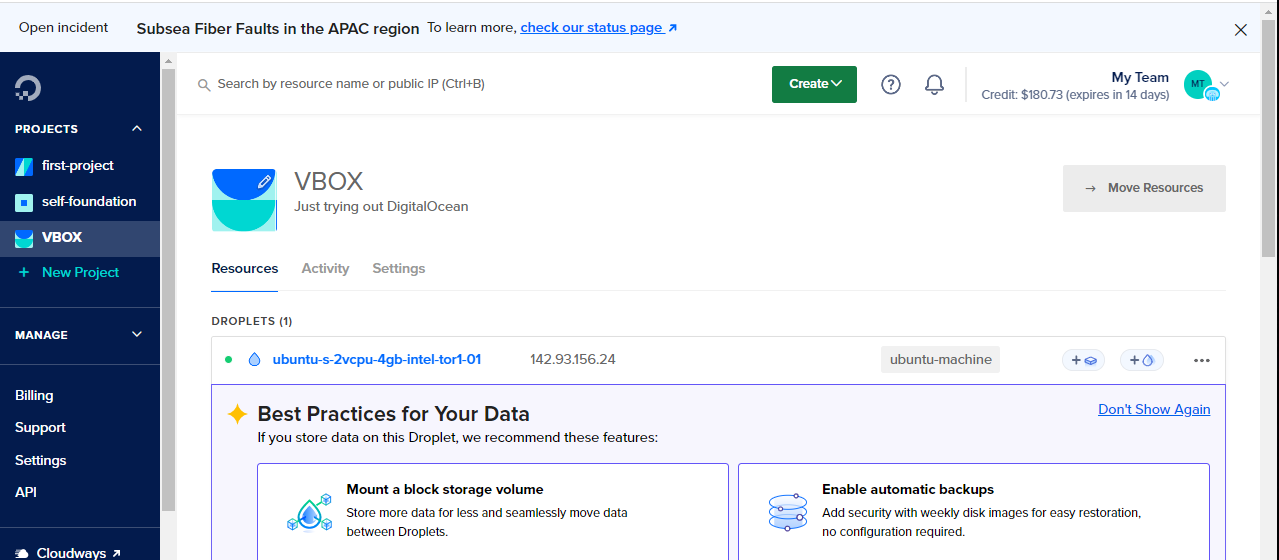 Open incident Subsea Fiber Faults in the APAC region To learn more, check our status page
Search by resource name or public IP (Ctrl+B)
Create
My Team
Credit: $180.73 (expires in 14 days)
MT
PROJECTS
first-project
self-foundation
VBOX
New Project
MANAGE
Billing
Support
Settings
API
Cloudways
VBOX
Just trying out DigitalOcean
Move Resources
Resources Activity Settings
DROPLETS (1)
ubuntu-s-2vcpu-4gb-intel-tor1-01 142.93.156.24 ubuntu-machine
Best Practices for Your Data
Don't Show Again
If you store data on this Droplet, we recommend these features:
Mount a block storage volume
Store more data for less and seamlessly move data
between Droplets.
Enable automatic backups
Add security with weekly disk images for easy restoration,
no configuration required.